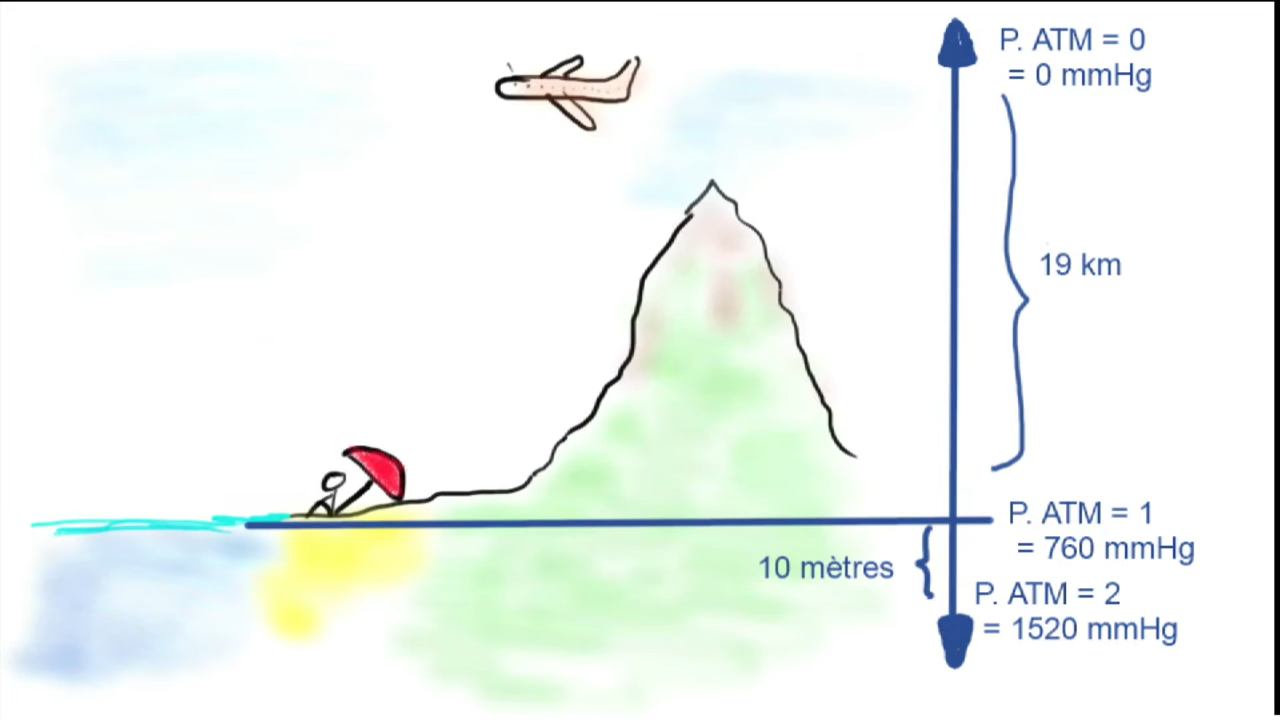 P. ATM = 0
= 0 mmHg
19 km
P. ATM = 1
= 760 mmHg
10 mètres
P. ATM = 2
= 1520 mmHg